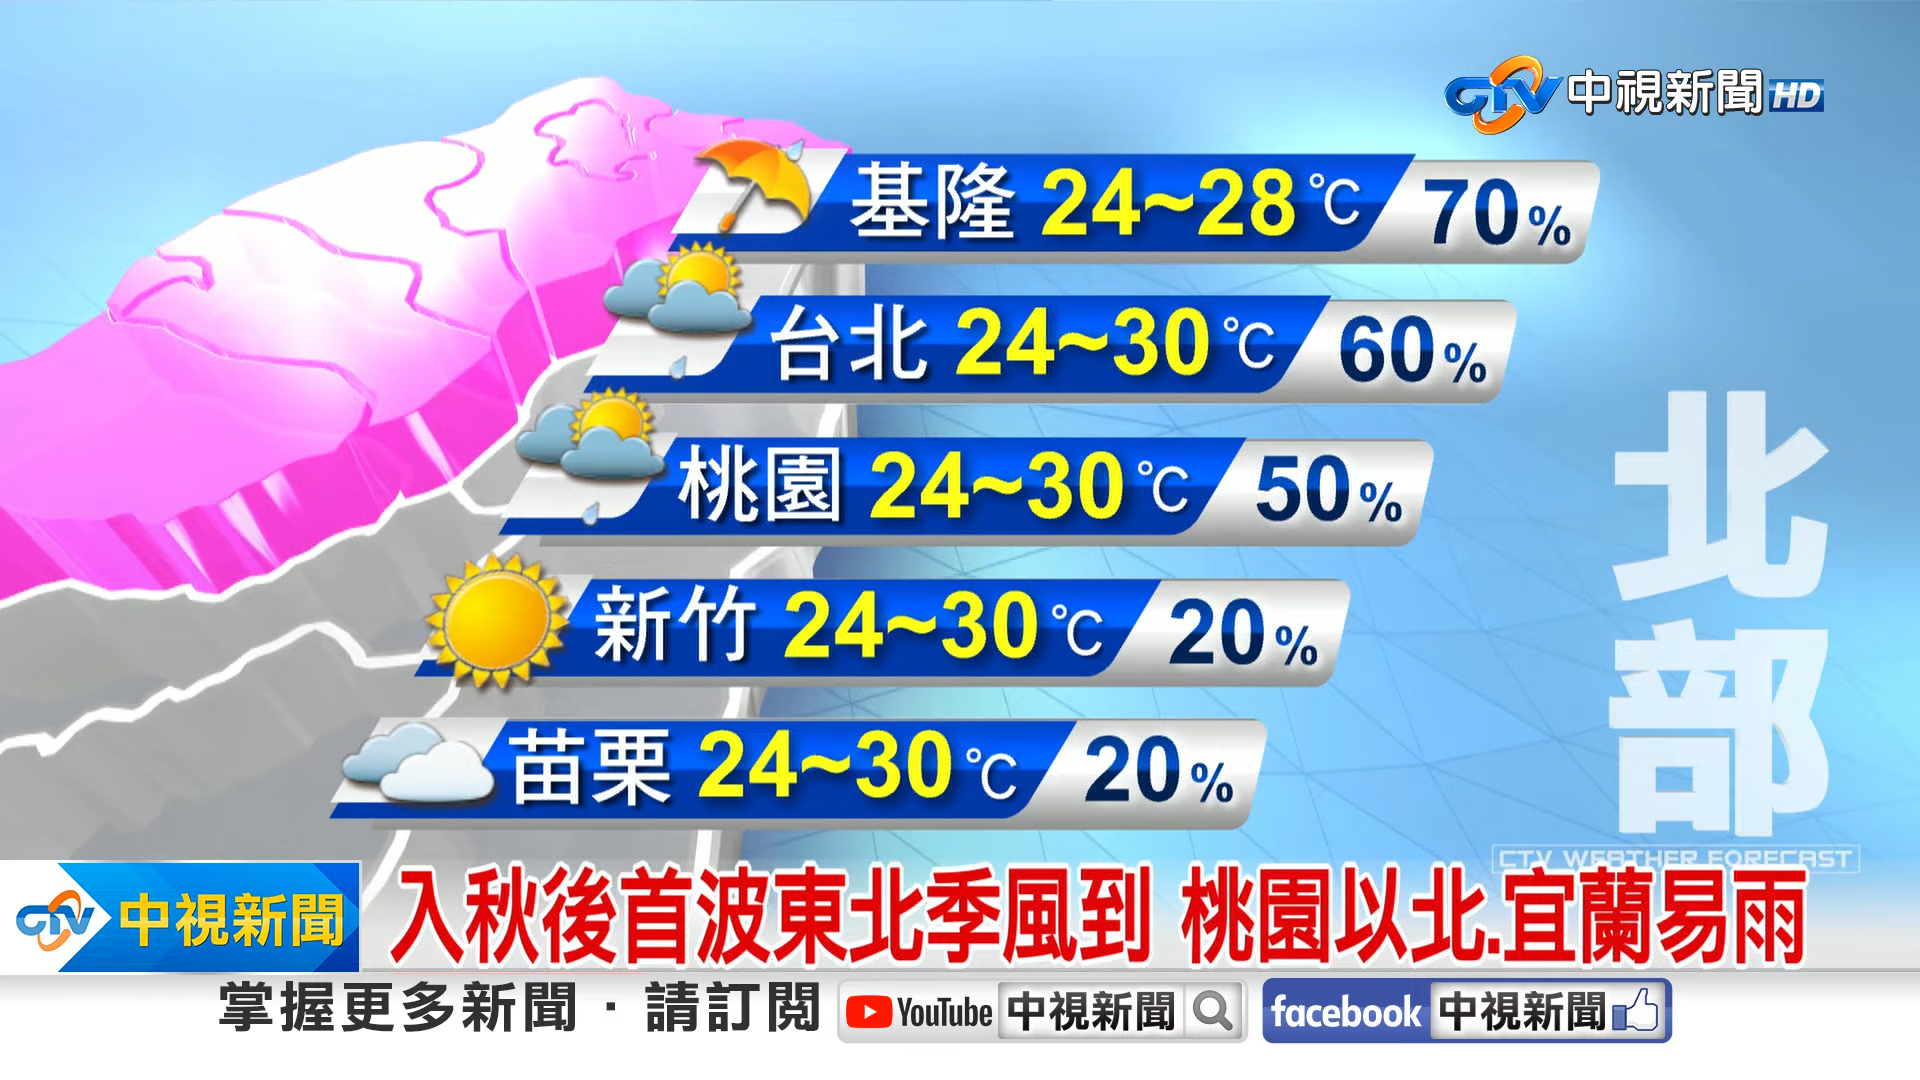 CTV 中視新聞 HD
基隆 24~28℃ 70%
台北 24~30℃ 60%
桃園 24~30℃ 50%
新竹 24~30℃ 20%
苗栗 24~30℃ 20%
北部
CTV WEATHER FORECAST
CTV 中視新聞
入秋後首波東北季風到 桃園以北.宜蘭易雨
掌握更多新聞・請訂閱 YouTube 中視新聞 facebook 中視新聞